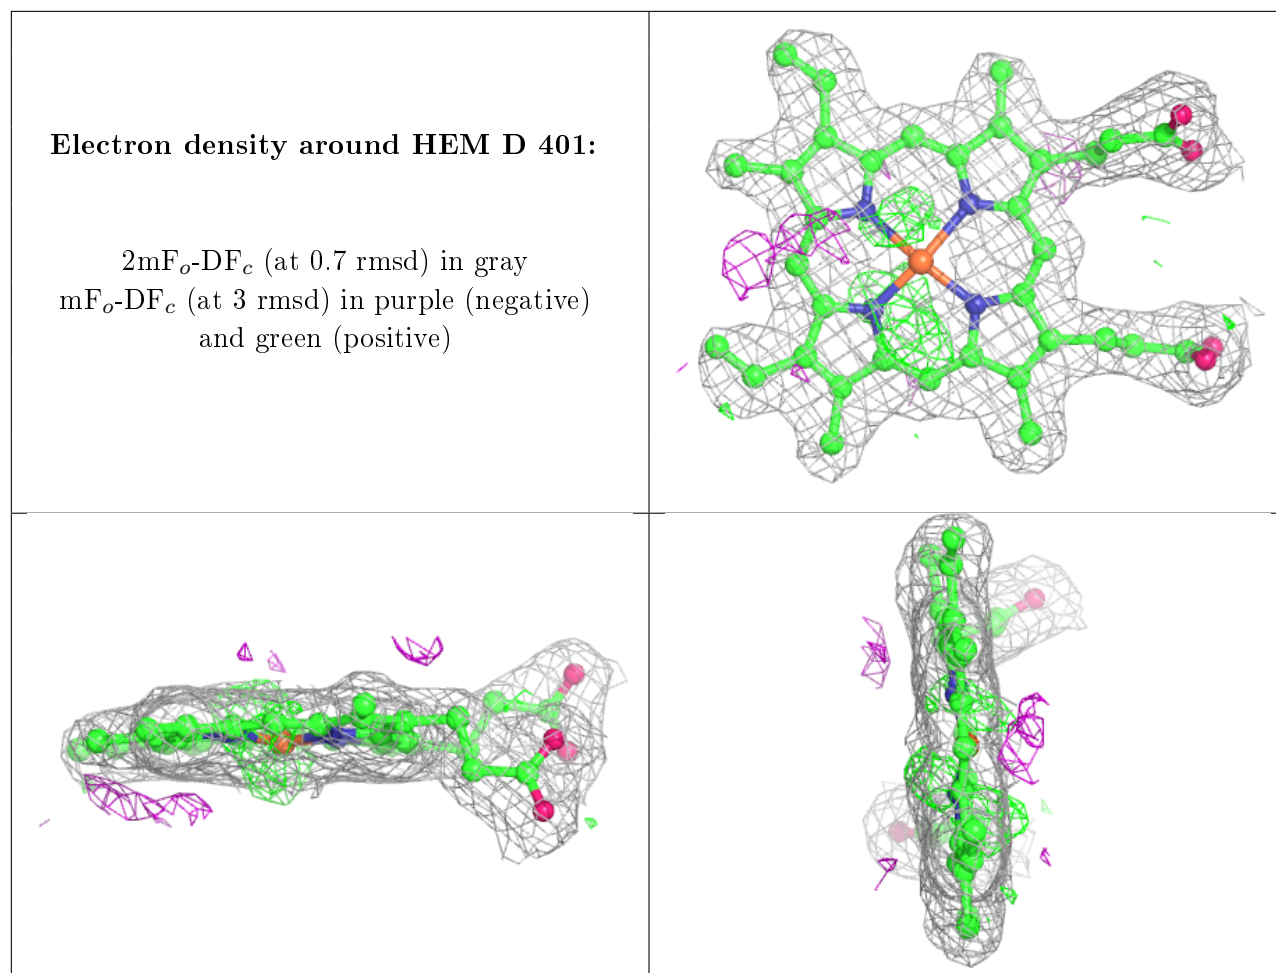 Electron density around HEM D 401:
2mFo-DFc (at 0.7 rmsd) in gray
mFo-DFc (at 3 rmsd) in purple (negative)
and green (positive)